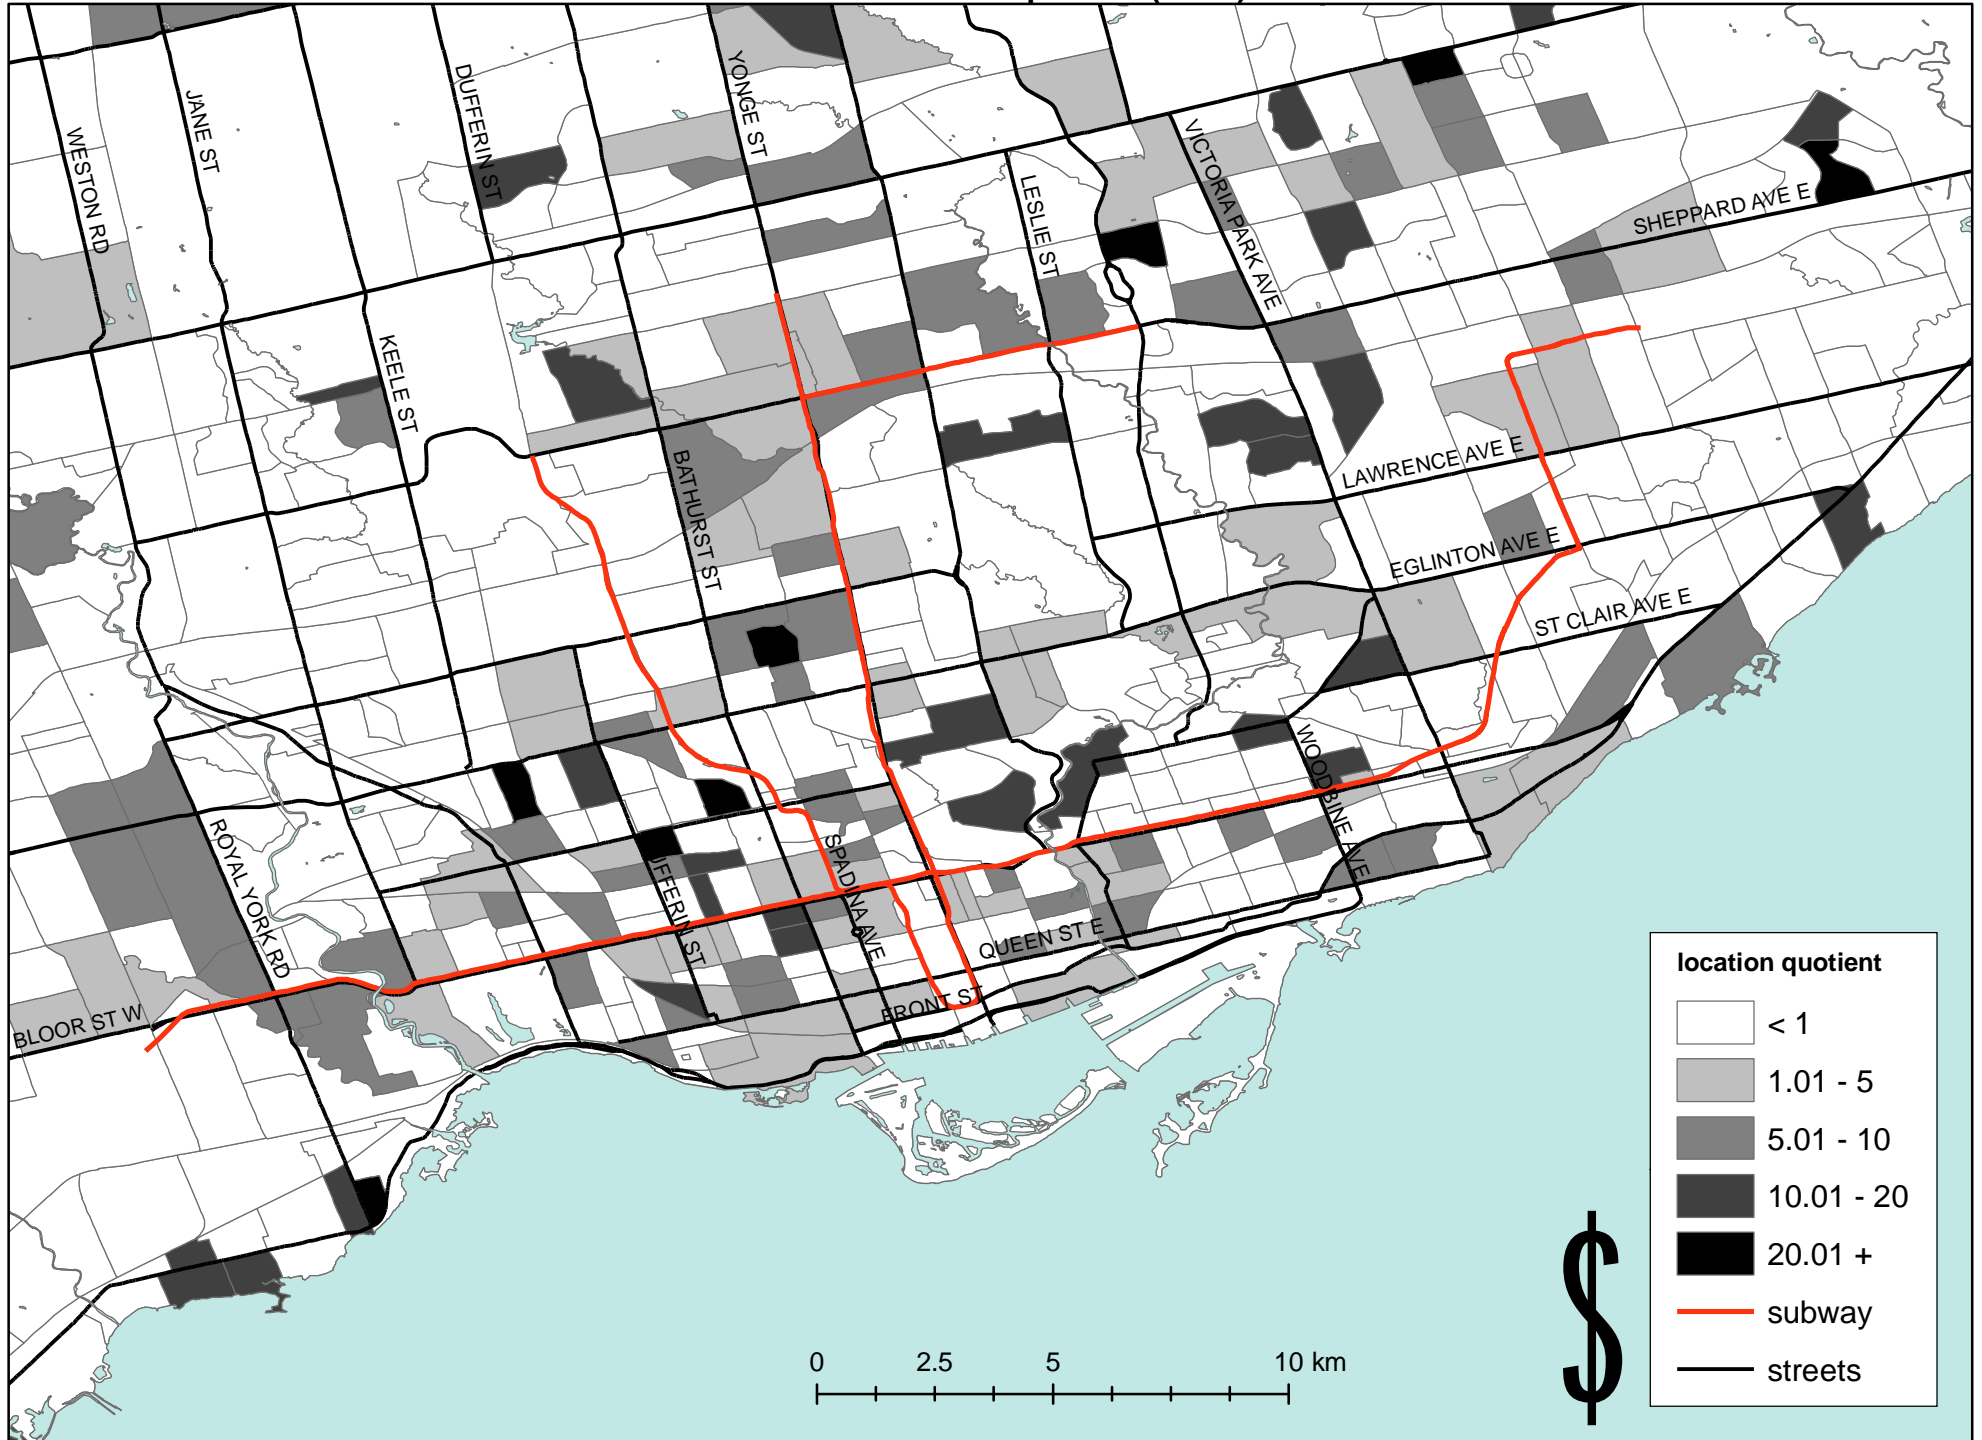 WESTON RD
JANE ST
DUFFERIN ST
YONGE ST
VICTORIA PARK AVE
LESLIE ST
SHEPPARD AVE E
KEELE ST
BATHURST ST
LAWRENCE AVE E
EGLINTON AVE E
ST CLAIR AVE E
WOODBINE AVE
ROYAL YORK RD
UFFERIN ST
SPADINA AVE
QUEEN ST E
FRONT ST
BLOOR ST W
location quotient
< 1
1.01 - 5
5.01 - 10
10.01 - 20
20.01 +
subway
streets
0 2.5 5 10 km
$